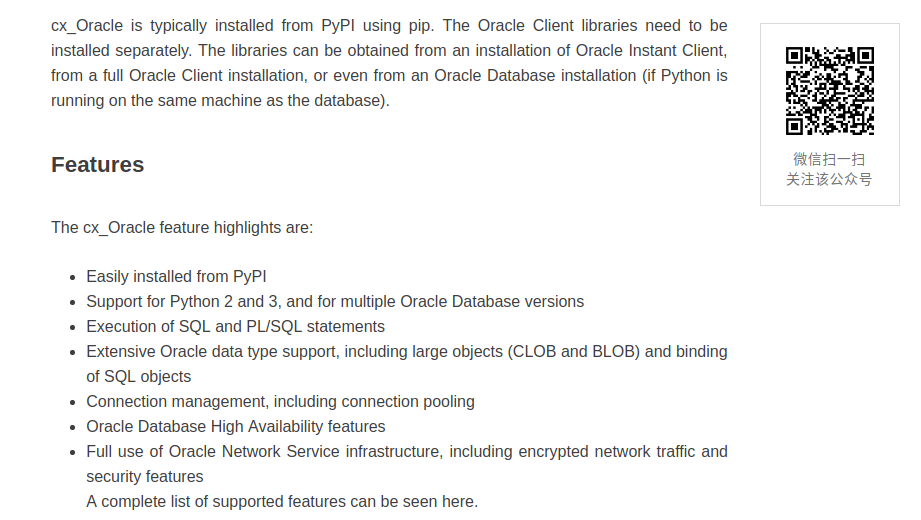 cx_Oracle is typically installed from PyPI using pip. The Oracle Client libraries need to be
installed separately. The libraries can be obtained from an installation of Oracle Instant Client,
from a full Oracle Client installation, or even from an Oracle Database installation (if Python is
running on the same machine as the database).
Features
The cx_Oracle feature highlights are:
Easily installed from PyPI
Support for Python 2 and 3, and for multiple Oracle Database versions
Execution of SQL and PL/SQL statements
Extensive Oracle data type support, including large objects (CLOB and BLOB) and binding
of SQL objects
Connection management, including connection pooling
Oracle Database High Availability features
Full use of Oracle Network Service infrastructure, including encrypted network traffic and
security features
A complete list of supported features can be seen here.
微信扫一扫
关注该公众号